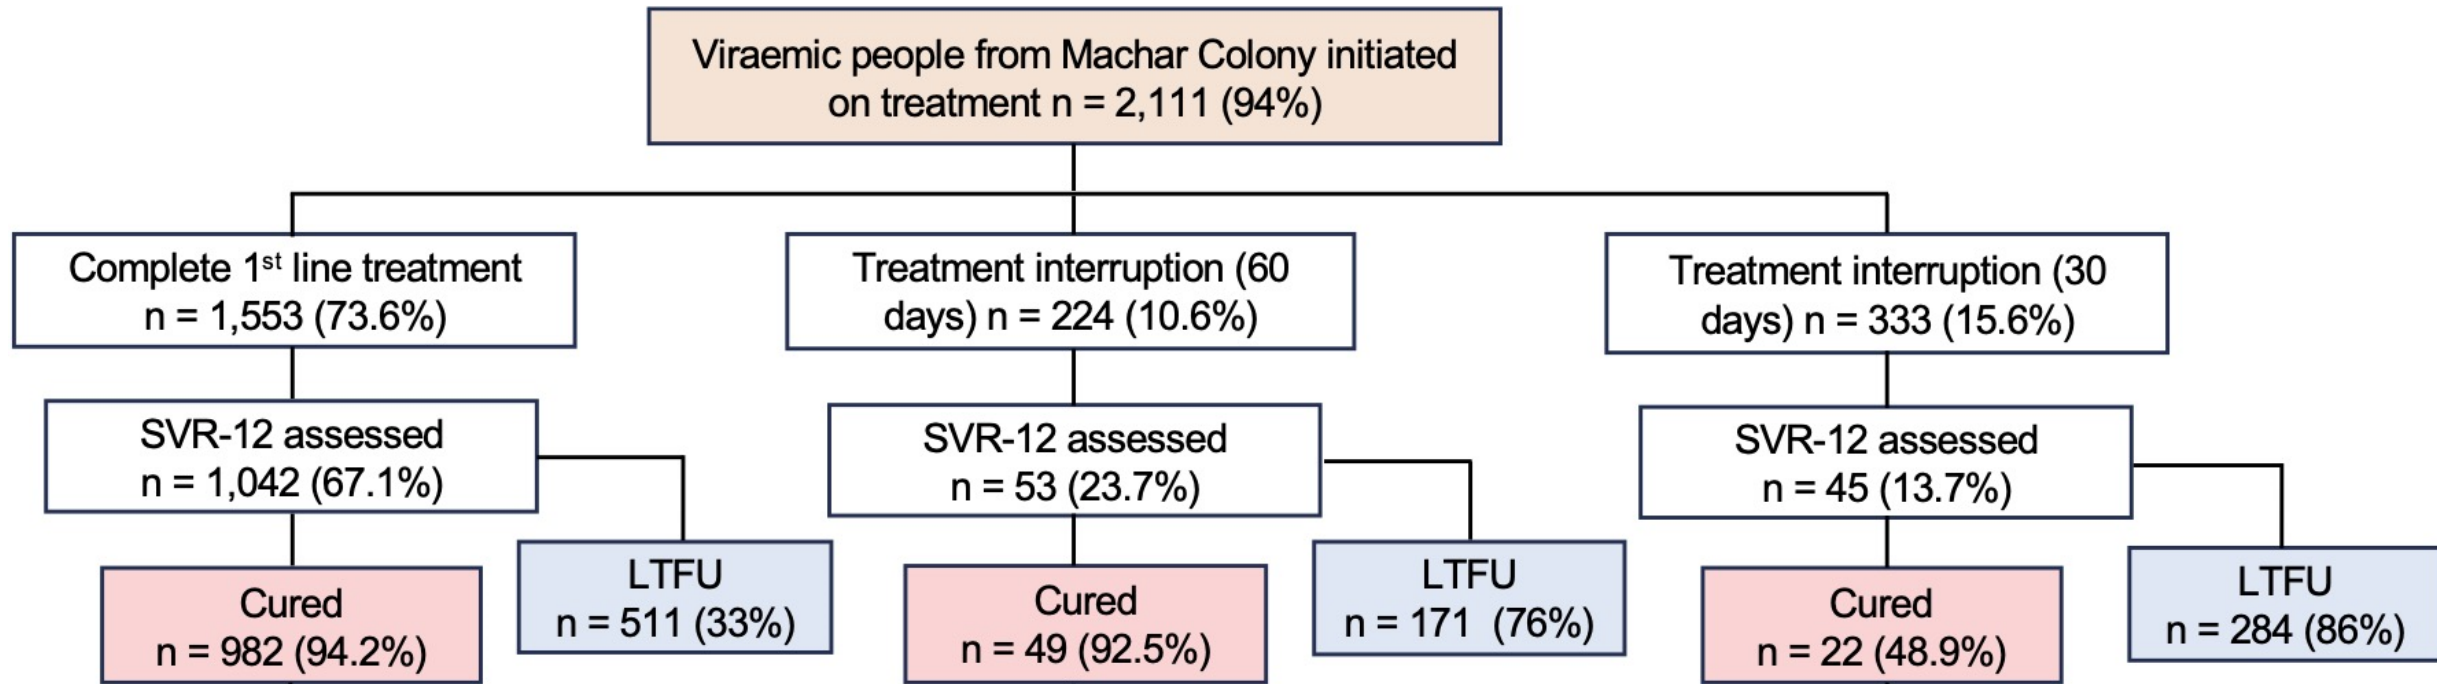 Viraemic people from Machar Colony initiated
on treatment n = 2,111 (94%)
Complete 1st line treatment
n = 1,553 (73.6%)
Treatment interruption (60
days) n = 224 (10.6%)
Treatment interruption (30
days) n = 333 (15.6%)
SVR-12 assessed
n = 1,042 (67.1%)
SVR-12 assessed
n = 53 (23.7%)
SVR-12 assessed
n = 45 (13.7%)
Cured
n = 982 (94.2%)
LTFU
n = 511 (33%)
Cured
n = 49 (92.5%)
LTFU
n = 171 (76%)
Cured
n = 22 (48.9%)
LTFU
n = 284 (86%)